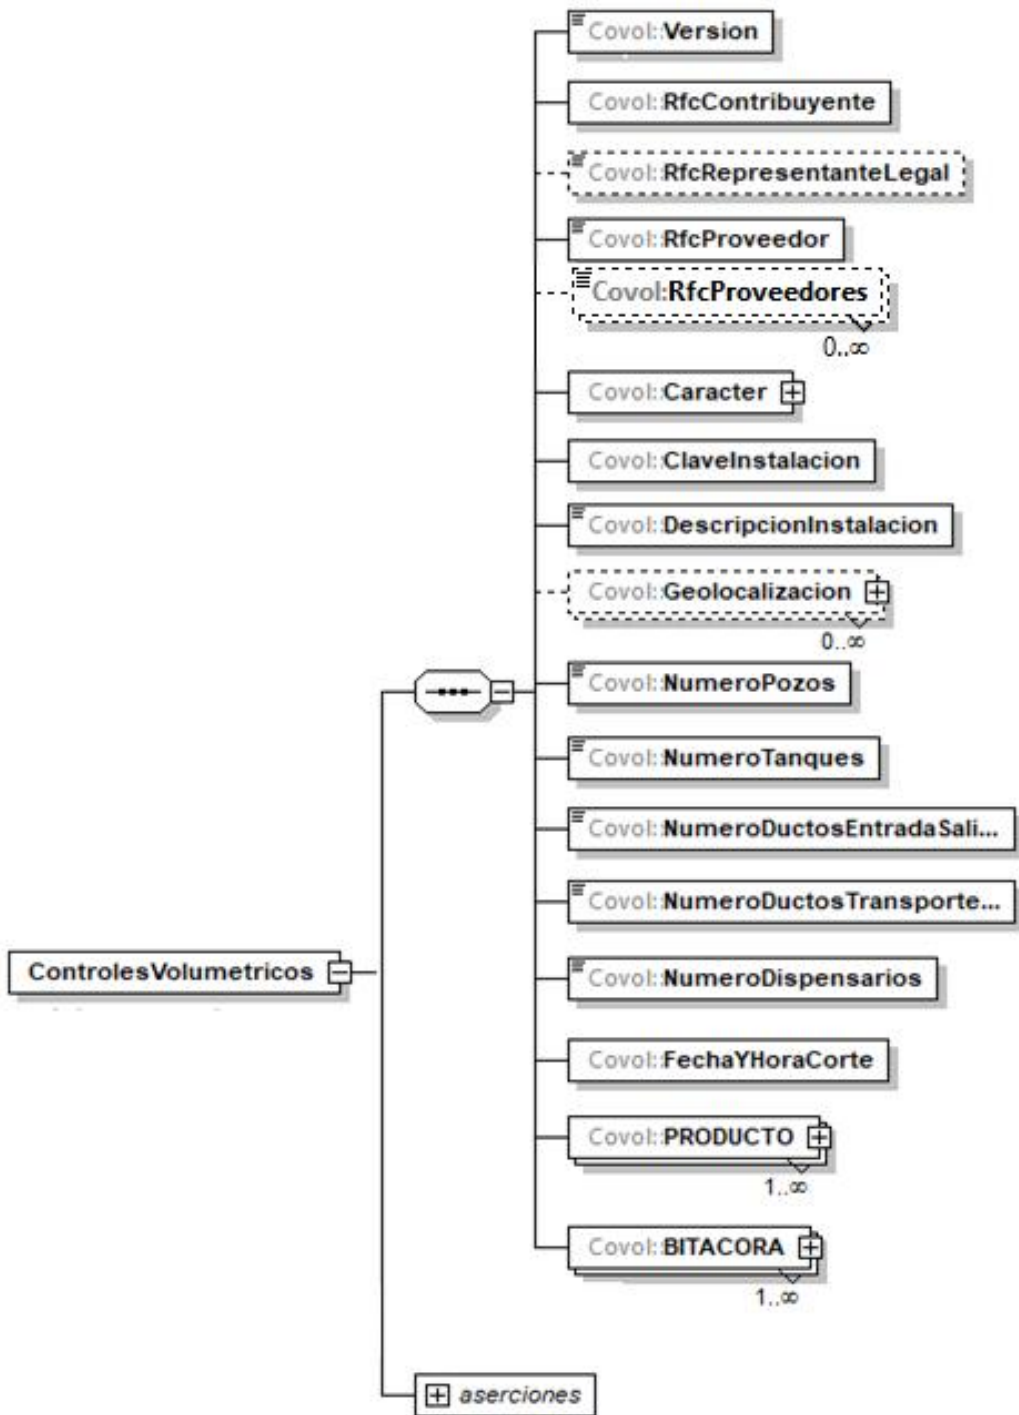 Covol::Version
Covol::RfcContribuyente
Covol::RfcRepresentanteLegal
Covol::RfcProveedor
Covol:RfcProveedores
0..∞
Covol::Caracter
Covol::ClaveInstalacion
Covol::DescripcionInstalacion
Covol::Geolocalizacion
0..∞
Covol::NumeroPozos
Covol::NumeroTanques
Covol::NumeroDuctosEntradaSali...
Covol::NumeroDuctosTransporte...
ControlesVolumetricos
Covol::NumeroDispensarios
Covol::FechaYHoraCorte
Covol::PRODUCTO
1..∞
Covol::BITACORA
1..∞
aserciones